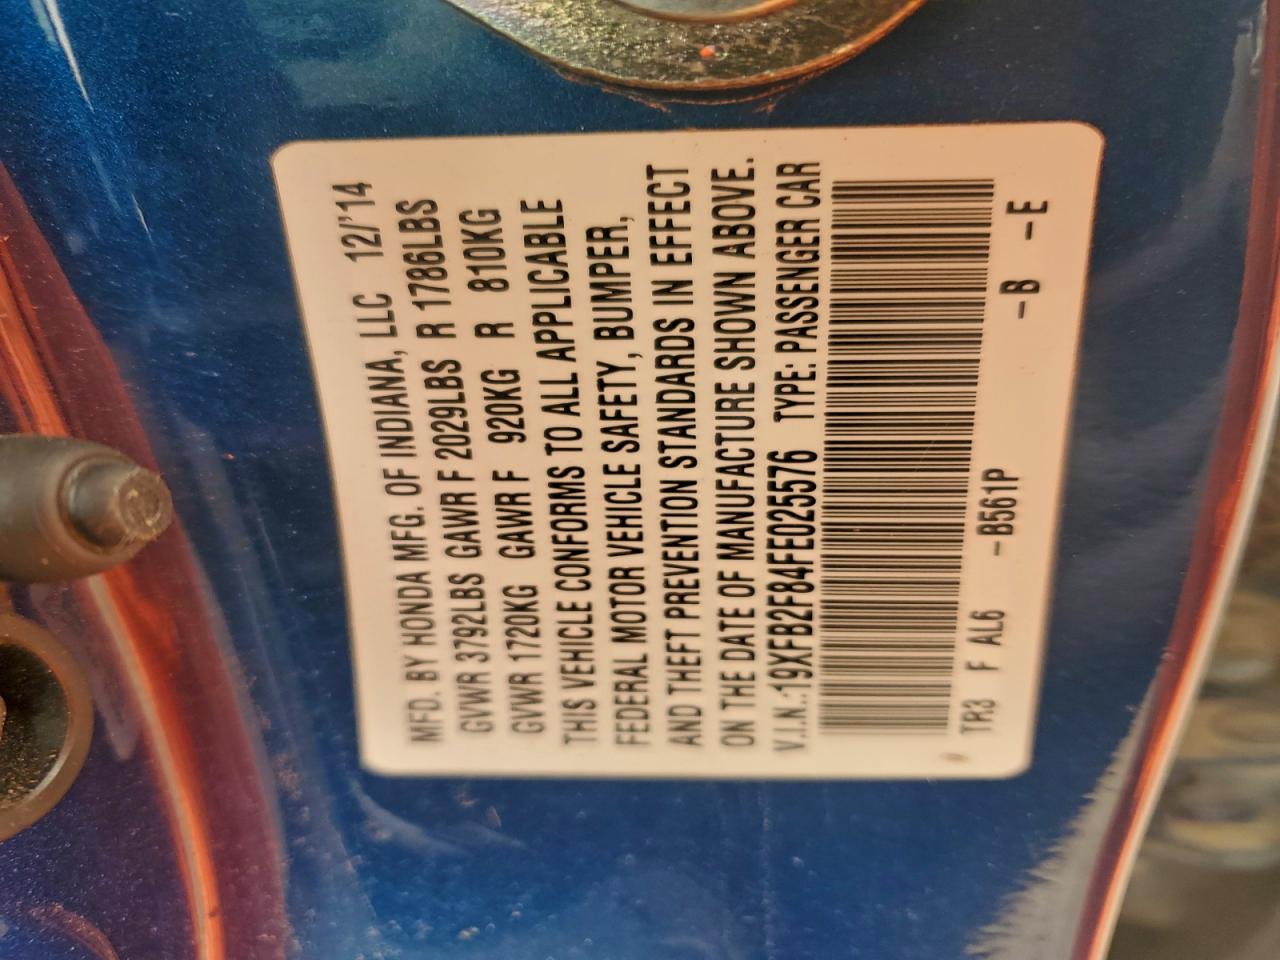 MFD. BY HONDA MFG. OF INDIANA, LLC 12/'14
GVWR 3792LBS GAWR F 2029LBS R 1786LBS
GVWR 1720KG GAWR F 920KG R 810KG
THIS VEHICLE CONFORMS TO ALL APPLICABLE
FEDERAL MOTOR VEHICLE SAFETY, BUMPER,
AND THEFT PREVENTION STANDARDS IN EFFECT
ON THE DATE OF MANUFACTURE SHOWN ABOVE.
V.I.N.:19XFB2F84FE025576 TYPE: PASSENGER CAR
TR3 F AL6 -B561P -B -E